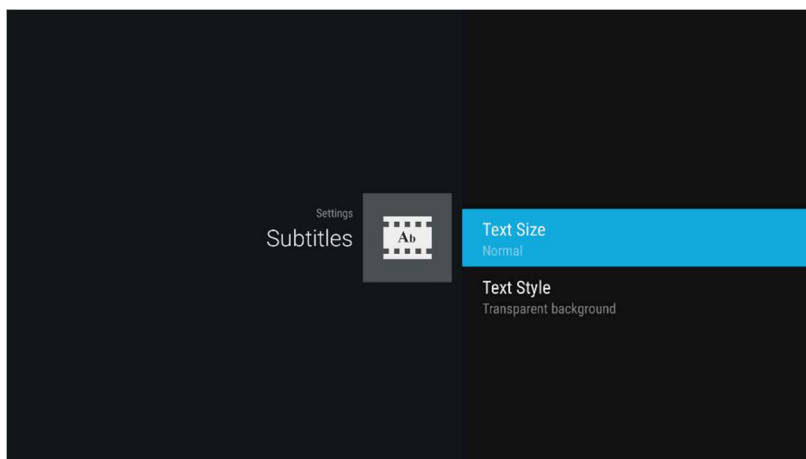 Settings
Subtitles
Ab
Text Size
Normal
Text Style
Transparent background